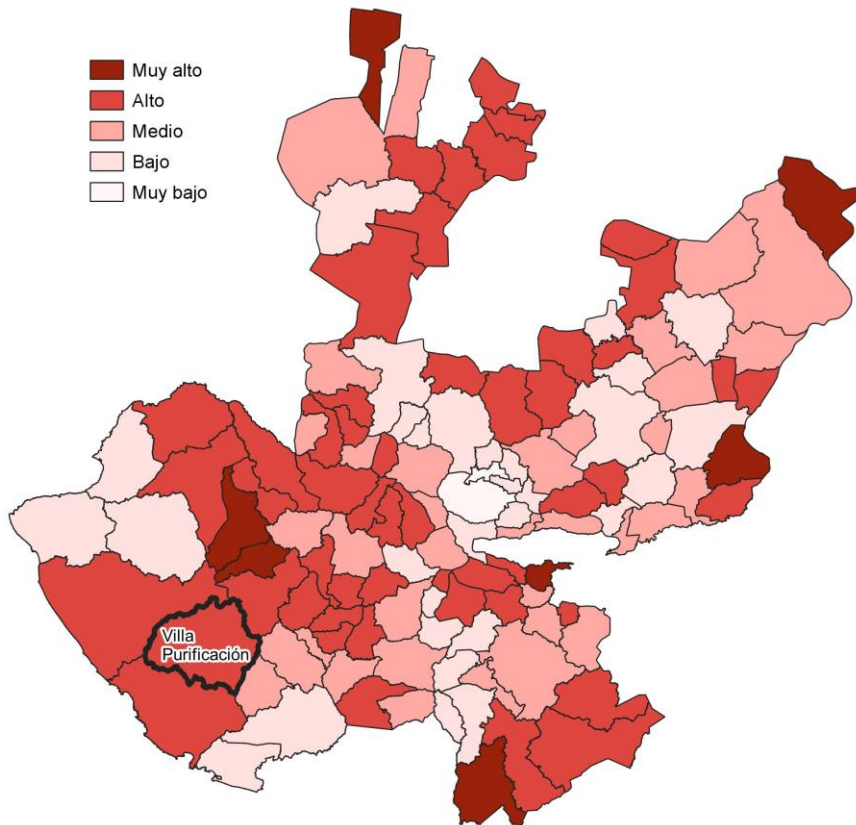 Muy alto
Alto
Medio
Bajo
Muy bajo
Villa
Purificación